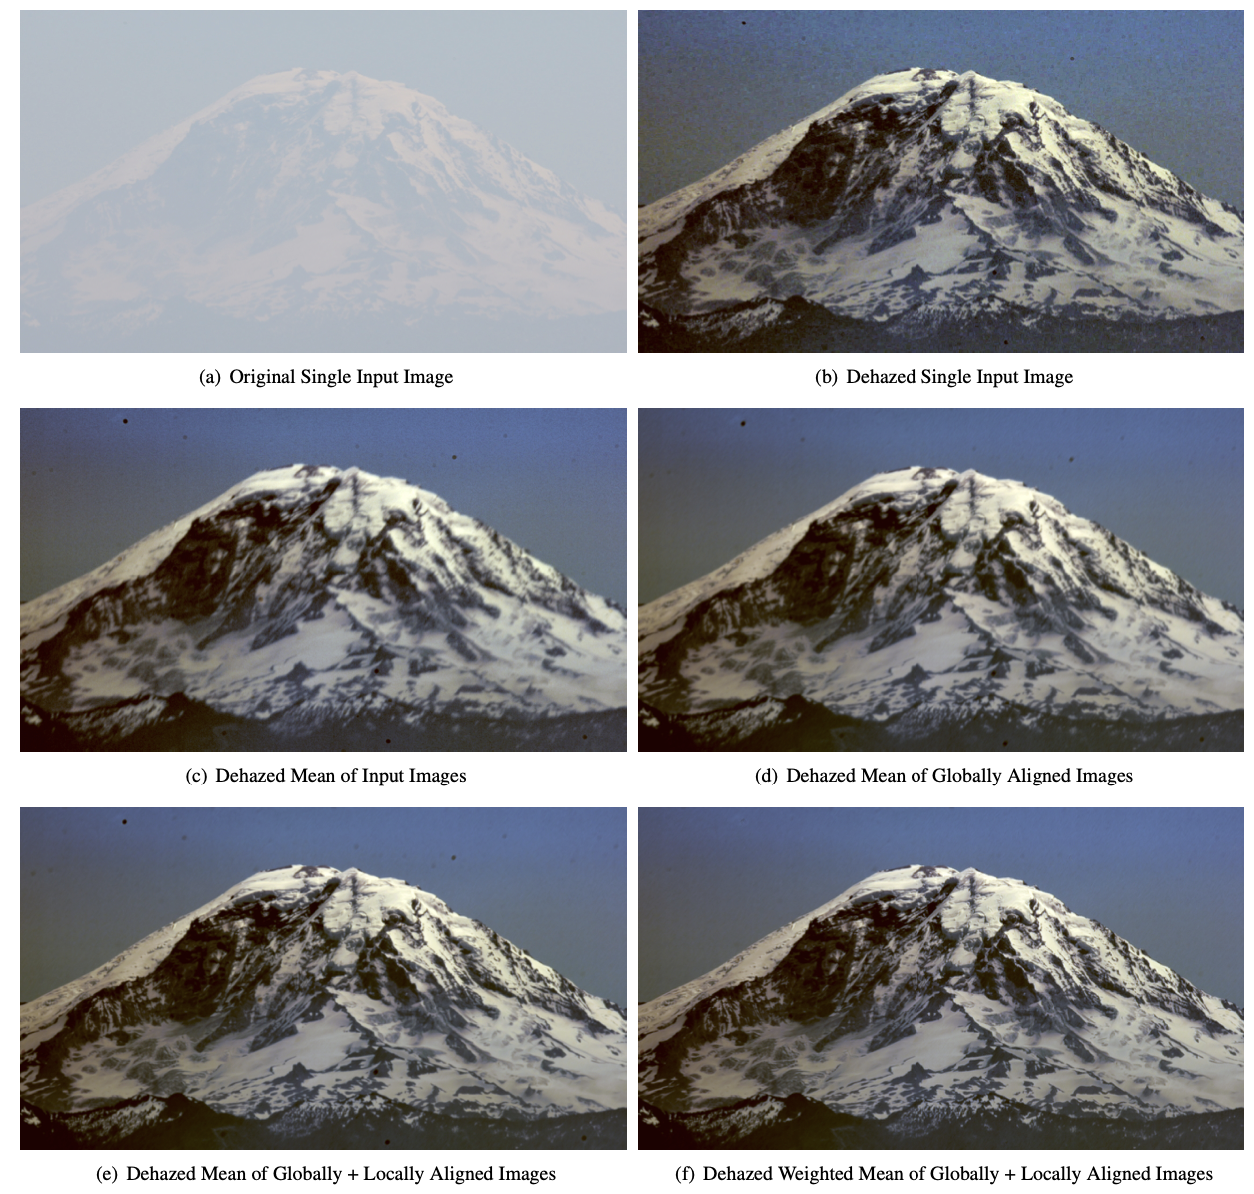 (a) Original Single Input Image
(b) Dehazed Single Input Image
(c) Dehazed Mean of Input Images
(d) Dehazed Mean of Globally Aligned Images
(e) Dehazed Mean of Globally + Locally Aligned Images
(f) Dehazed Weighted Mean of Globally + Locally Aligned Images